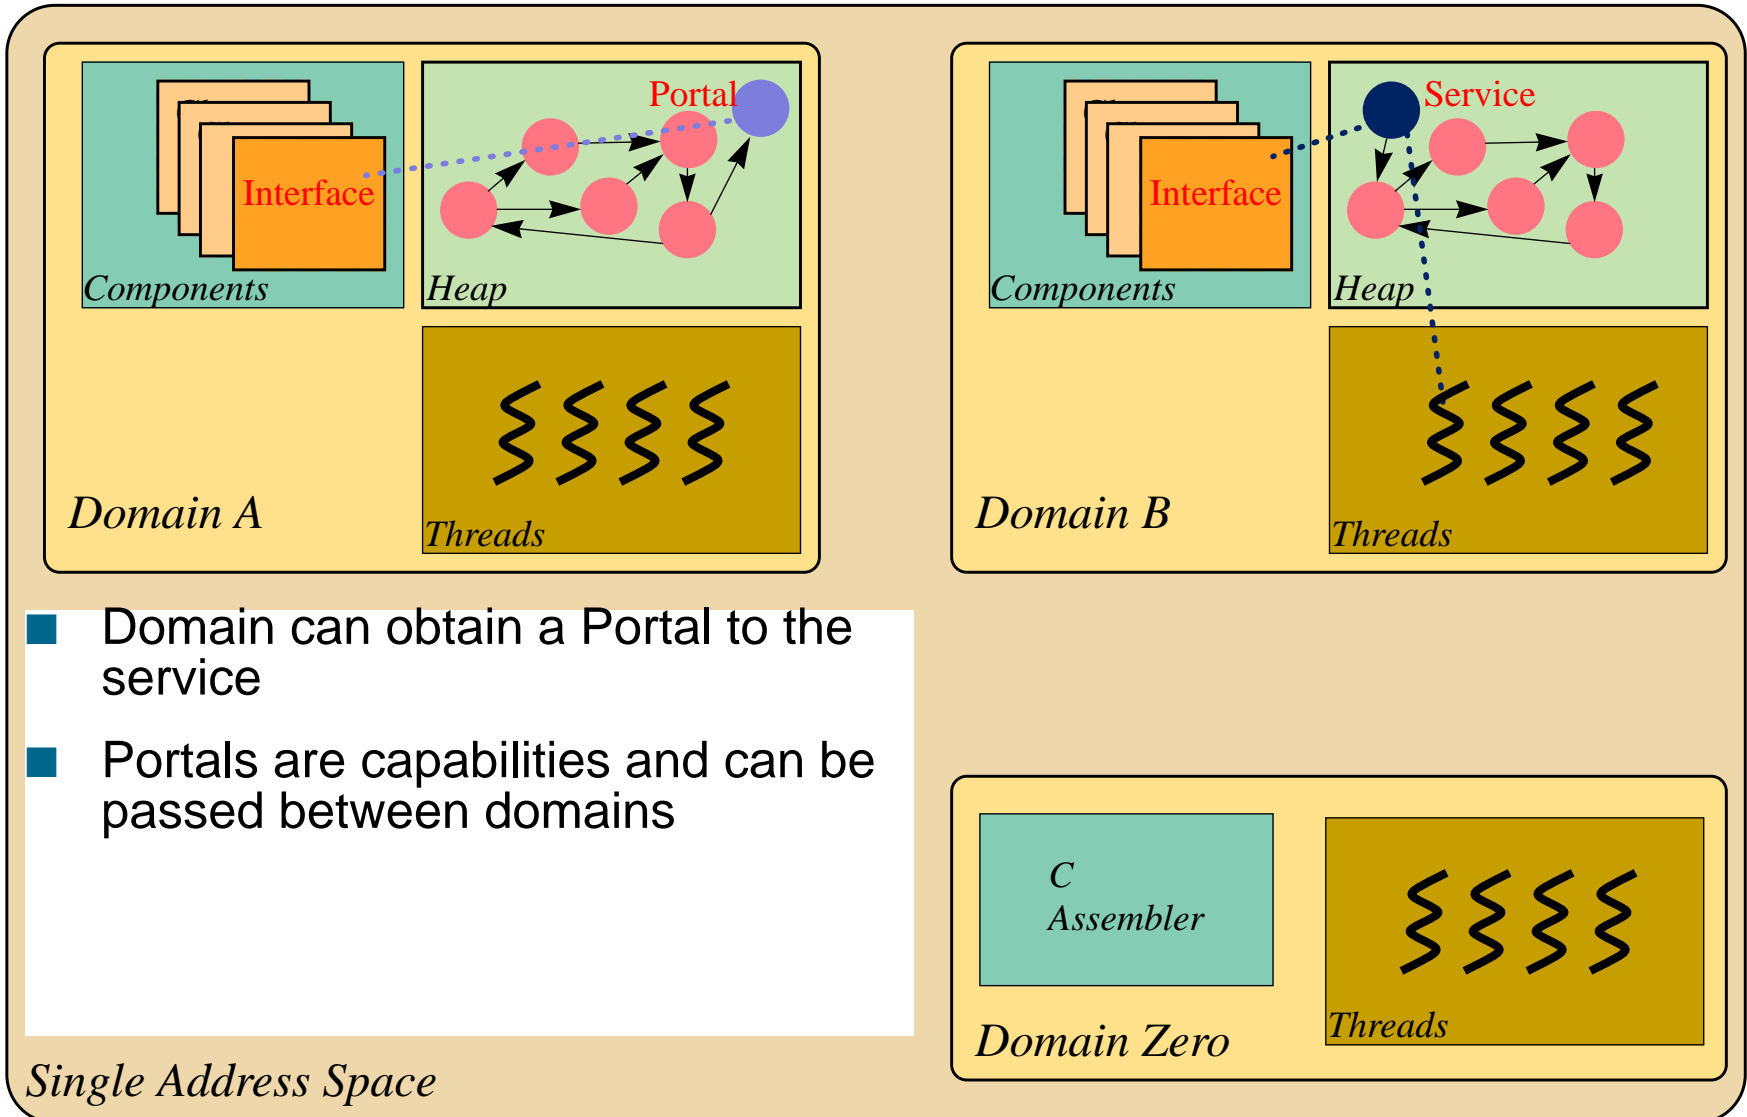 Portal
Interface
Components
Heap
Domain A
Threads
Service
Interface
Components
Heap
Domain B
Threads
Domain can obtain a Portal to the
service
Portals are capabilities and can be
passed between domains
C
Assembler
Domain Zero
Threads
Single Address Space